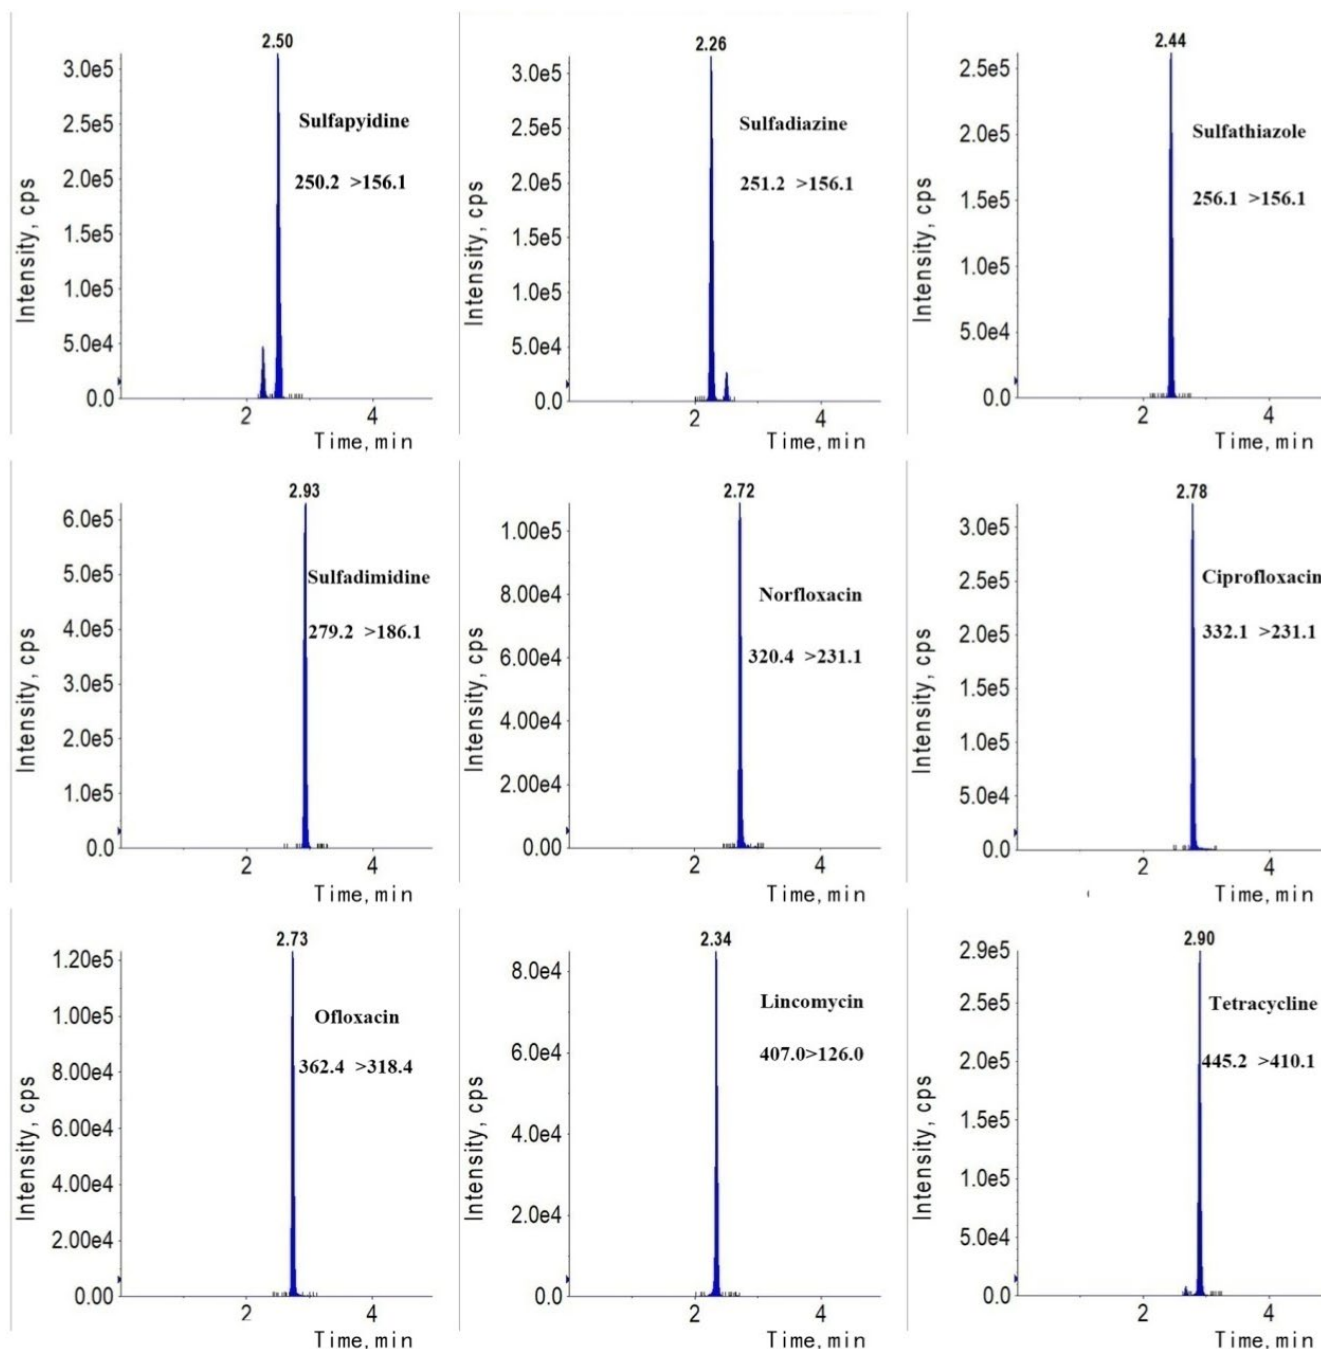 2.50
3.0e5
2.5e5
2.0e5
1.5e5
1.0e5
5.0e4
0.0
Intensity, cps
Sulfapyidine
250.2 >156.1
2 4
Time, min
2.26
3.0e5
2.5e5
2.0e5
1.5e5
1.0e5
5.0e4
0.0
Intensity, cps
Sulfadiazine
251.2 >156.1
2 4
Time, min
2.44
2.5e5
2.0e5
1.5e5
1.0e5
5.0e4
0.0
Intensity, cps
Sulfathiazole
256.1 >156.1
2 4
Time, min
2.93
6.0e5
5.0e5
4.0e5
3.0e5
2.0e5
1.0e5
0.0
Intensity, cps
Sulfadimidine
279.2 >186.1
2 4
Time, min
2.72
1.00e5
8.00e4
6.00e4
4.00e4
2.00e4
0.00
Intensity, cps
Norfloxacin
320.4 >231.1
2 4
Time, min
2.78
3.0e5
2.5e5
2.0e5
1.5e5
1.0e5
5.0e4
0.0
Intensity, cps
Ciprofloxacin
332.1 >231.1
2 4
Time, min
2.73
1.20e5
1.00e5
8.00e4
6.00e4
4.00e4
2.00e4
0.00
Intensity, cps
Ofloxacin
362.4 >318.4
2 4
Time, min
2.34
8.0e4
6.0e4
4.0e4
2.0e4
0.0
Intensity, cps
Lincomycin
407.0>126.0
2 4
Time, min
2.90
2.9e5
2.5e5
2.0e5
1.5e5
1.0e5
5.0e4
0.0
Intensity, cps
Tetracycline
445.2 >410.1
2 4
Time, min